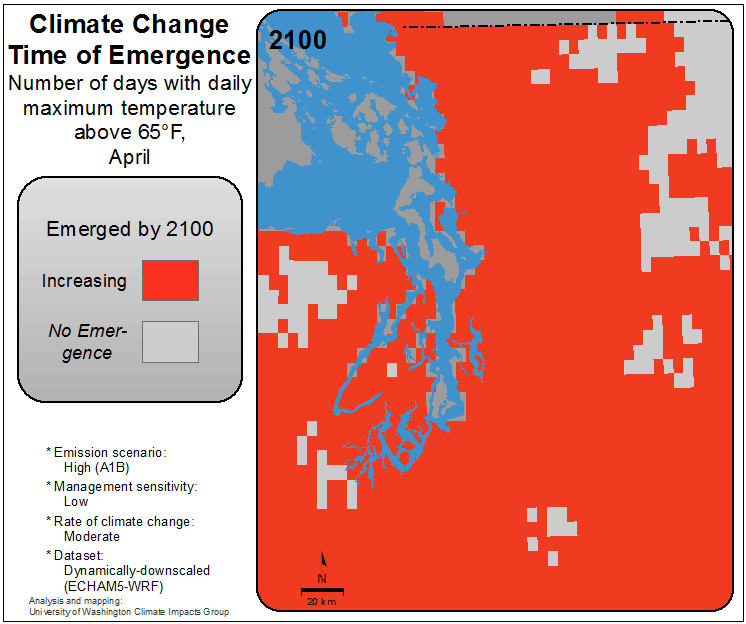 Climate Change
Time of Emergence
Number of days with daily
maximum temperature
above 65°F,
April
Emerged by 2100
Increasing
No Emer-
gence
* Emission scenario:
High (A1B)
* Management sensitivity:
Low
* Rate of climate change:
Moderate
* Dataset:
Dynamically-downscaled
(ECHAM5-WRF)
Analysis and mapping:
University of Washington Climate Impacts Group
2100
N
20 km